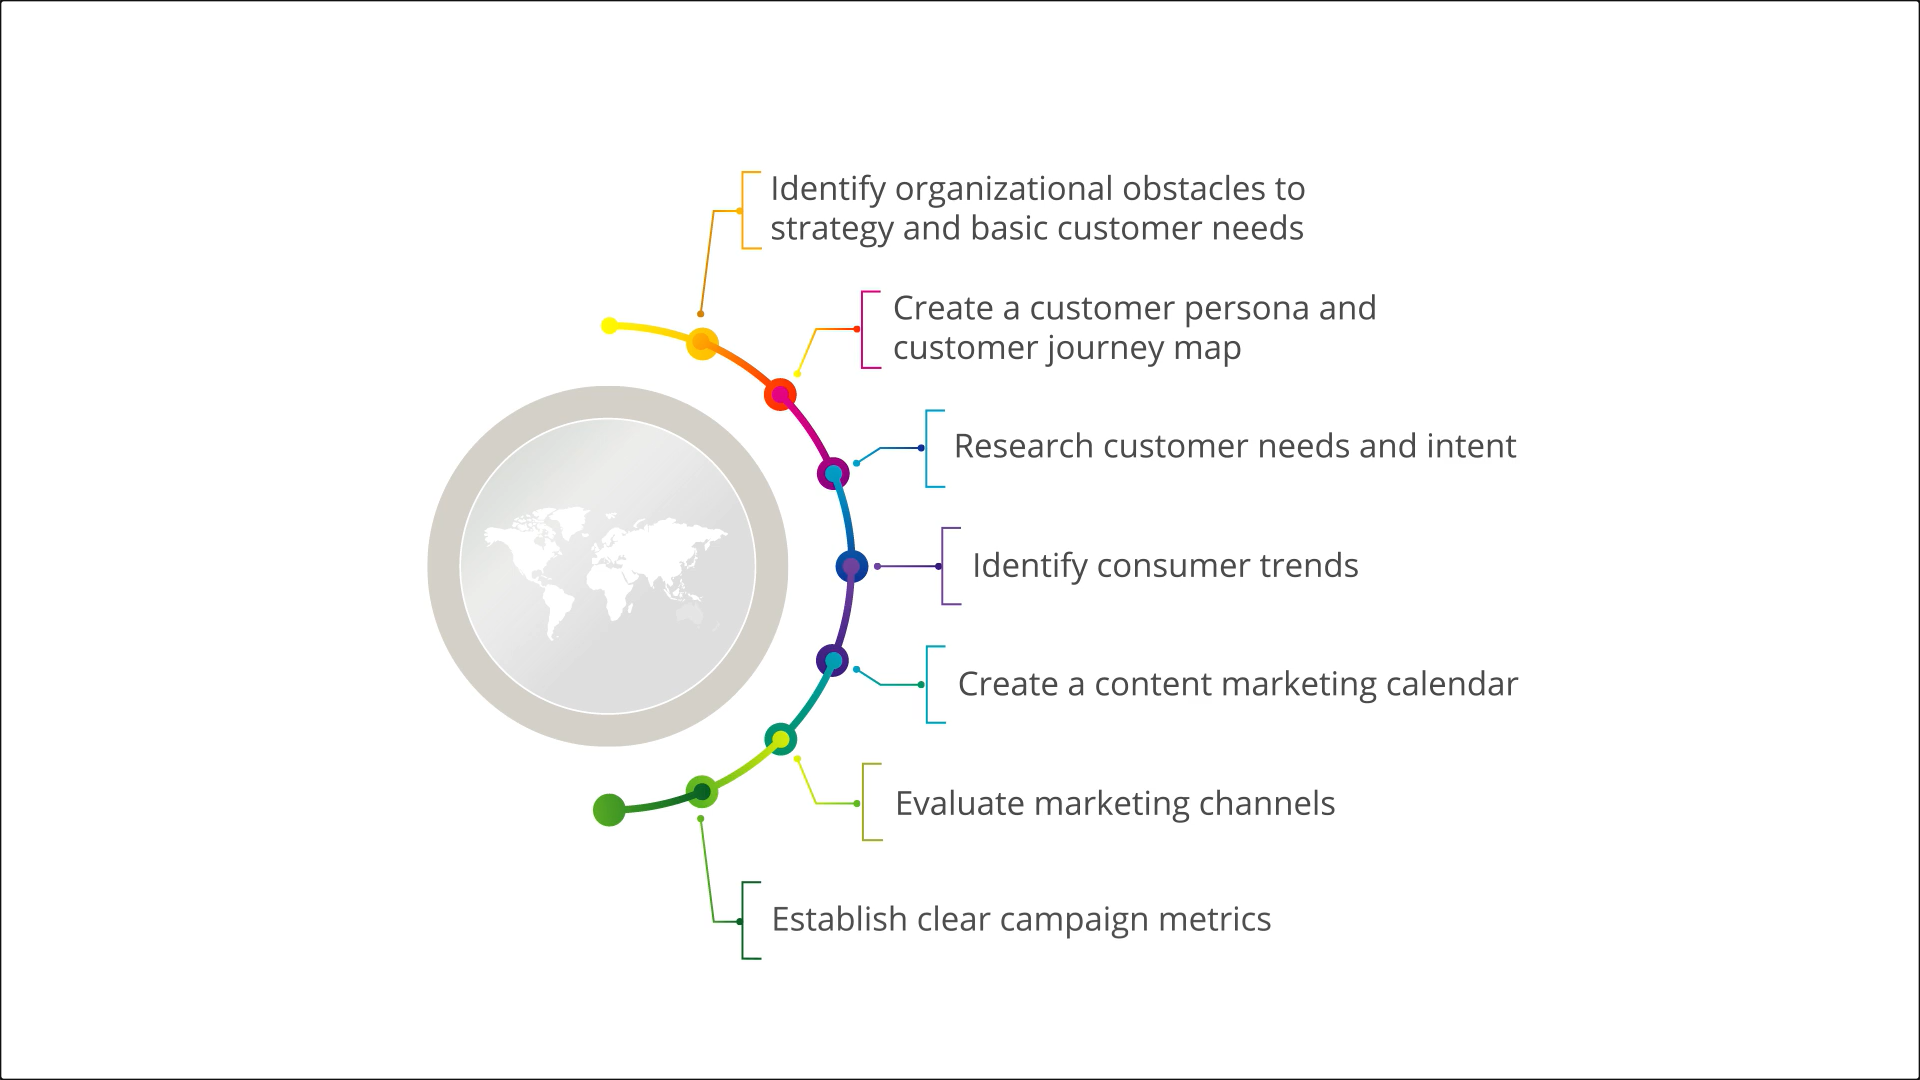 Identify organizational obstacles to
strategy and basic customer needs
Create a customer persona and
customer journey map
Research customer needs and intent
Identify consumer trends
Create a content marketing calendar
Evaluate marketing channels
Establish clear campaign metrics